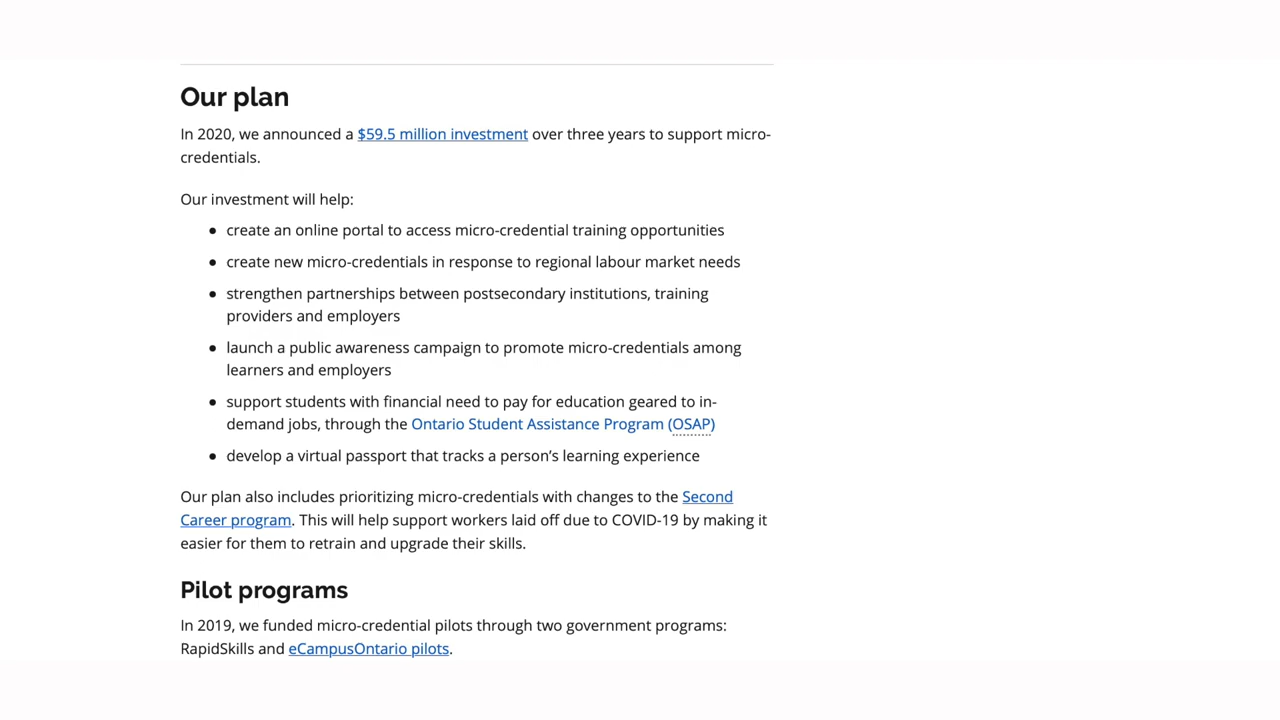 Our plan
In 2020, we announced a $59.5 million investment over three years to support micro-
credentials.
Our investment will help:
• create an online portal to access micro-credential training opportunities
• create new micro-credentials in response to regional labour market needs
• strengthen partnerships between postsecondary institutions, training
providers and employers
• launch a public awareness campaign to promote micro-credentials among
learners and employers
• support students with financial need to pay for education geared to in-
demand jobs, through the Ontario Student Assistance Program (OSAP)
• develop a virtual passport that tracks a person’s learning experience
Our plan also includes prioritizing micro-credentials with changes to the Second
Career program. This will help support workers laid off due to COVID-19 by making it
easier for them to retrain and upgrade their skills.
Pilot programs
In 2019, we funded micro-credential pilots through two government programs:
RapidSkills and eCampusOntario pilots.